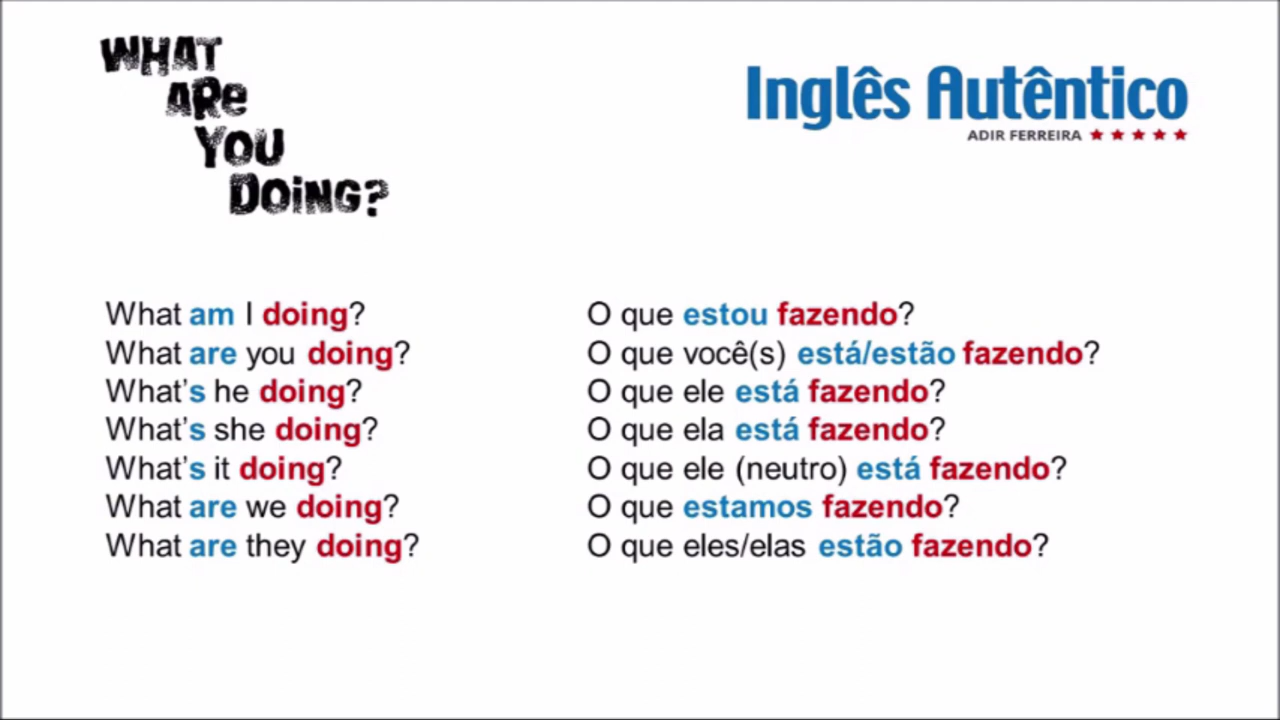 WHAT
ARe
YOU
DOiNG?
Inglês Autêntico
ADIR FERREIRA
What am I doing?
What are you doing?
What's he doing?
What's she doing?
What's it doing?
What are we doing?
What are they doing?
O que estou fazendo?
O que você(s) está/estão fazendo?
O que ele está fazendo?
O que ela está fazendo?
O que ele (neutro) está fazendo?
O que estamos fazendo?
O que eles/elas estão fazendo?